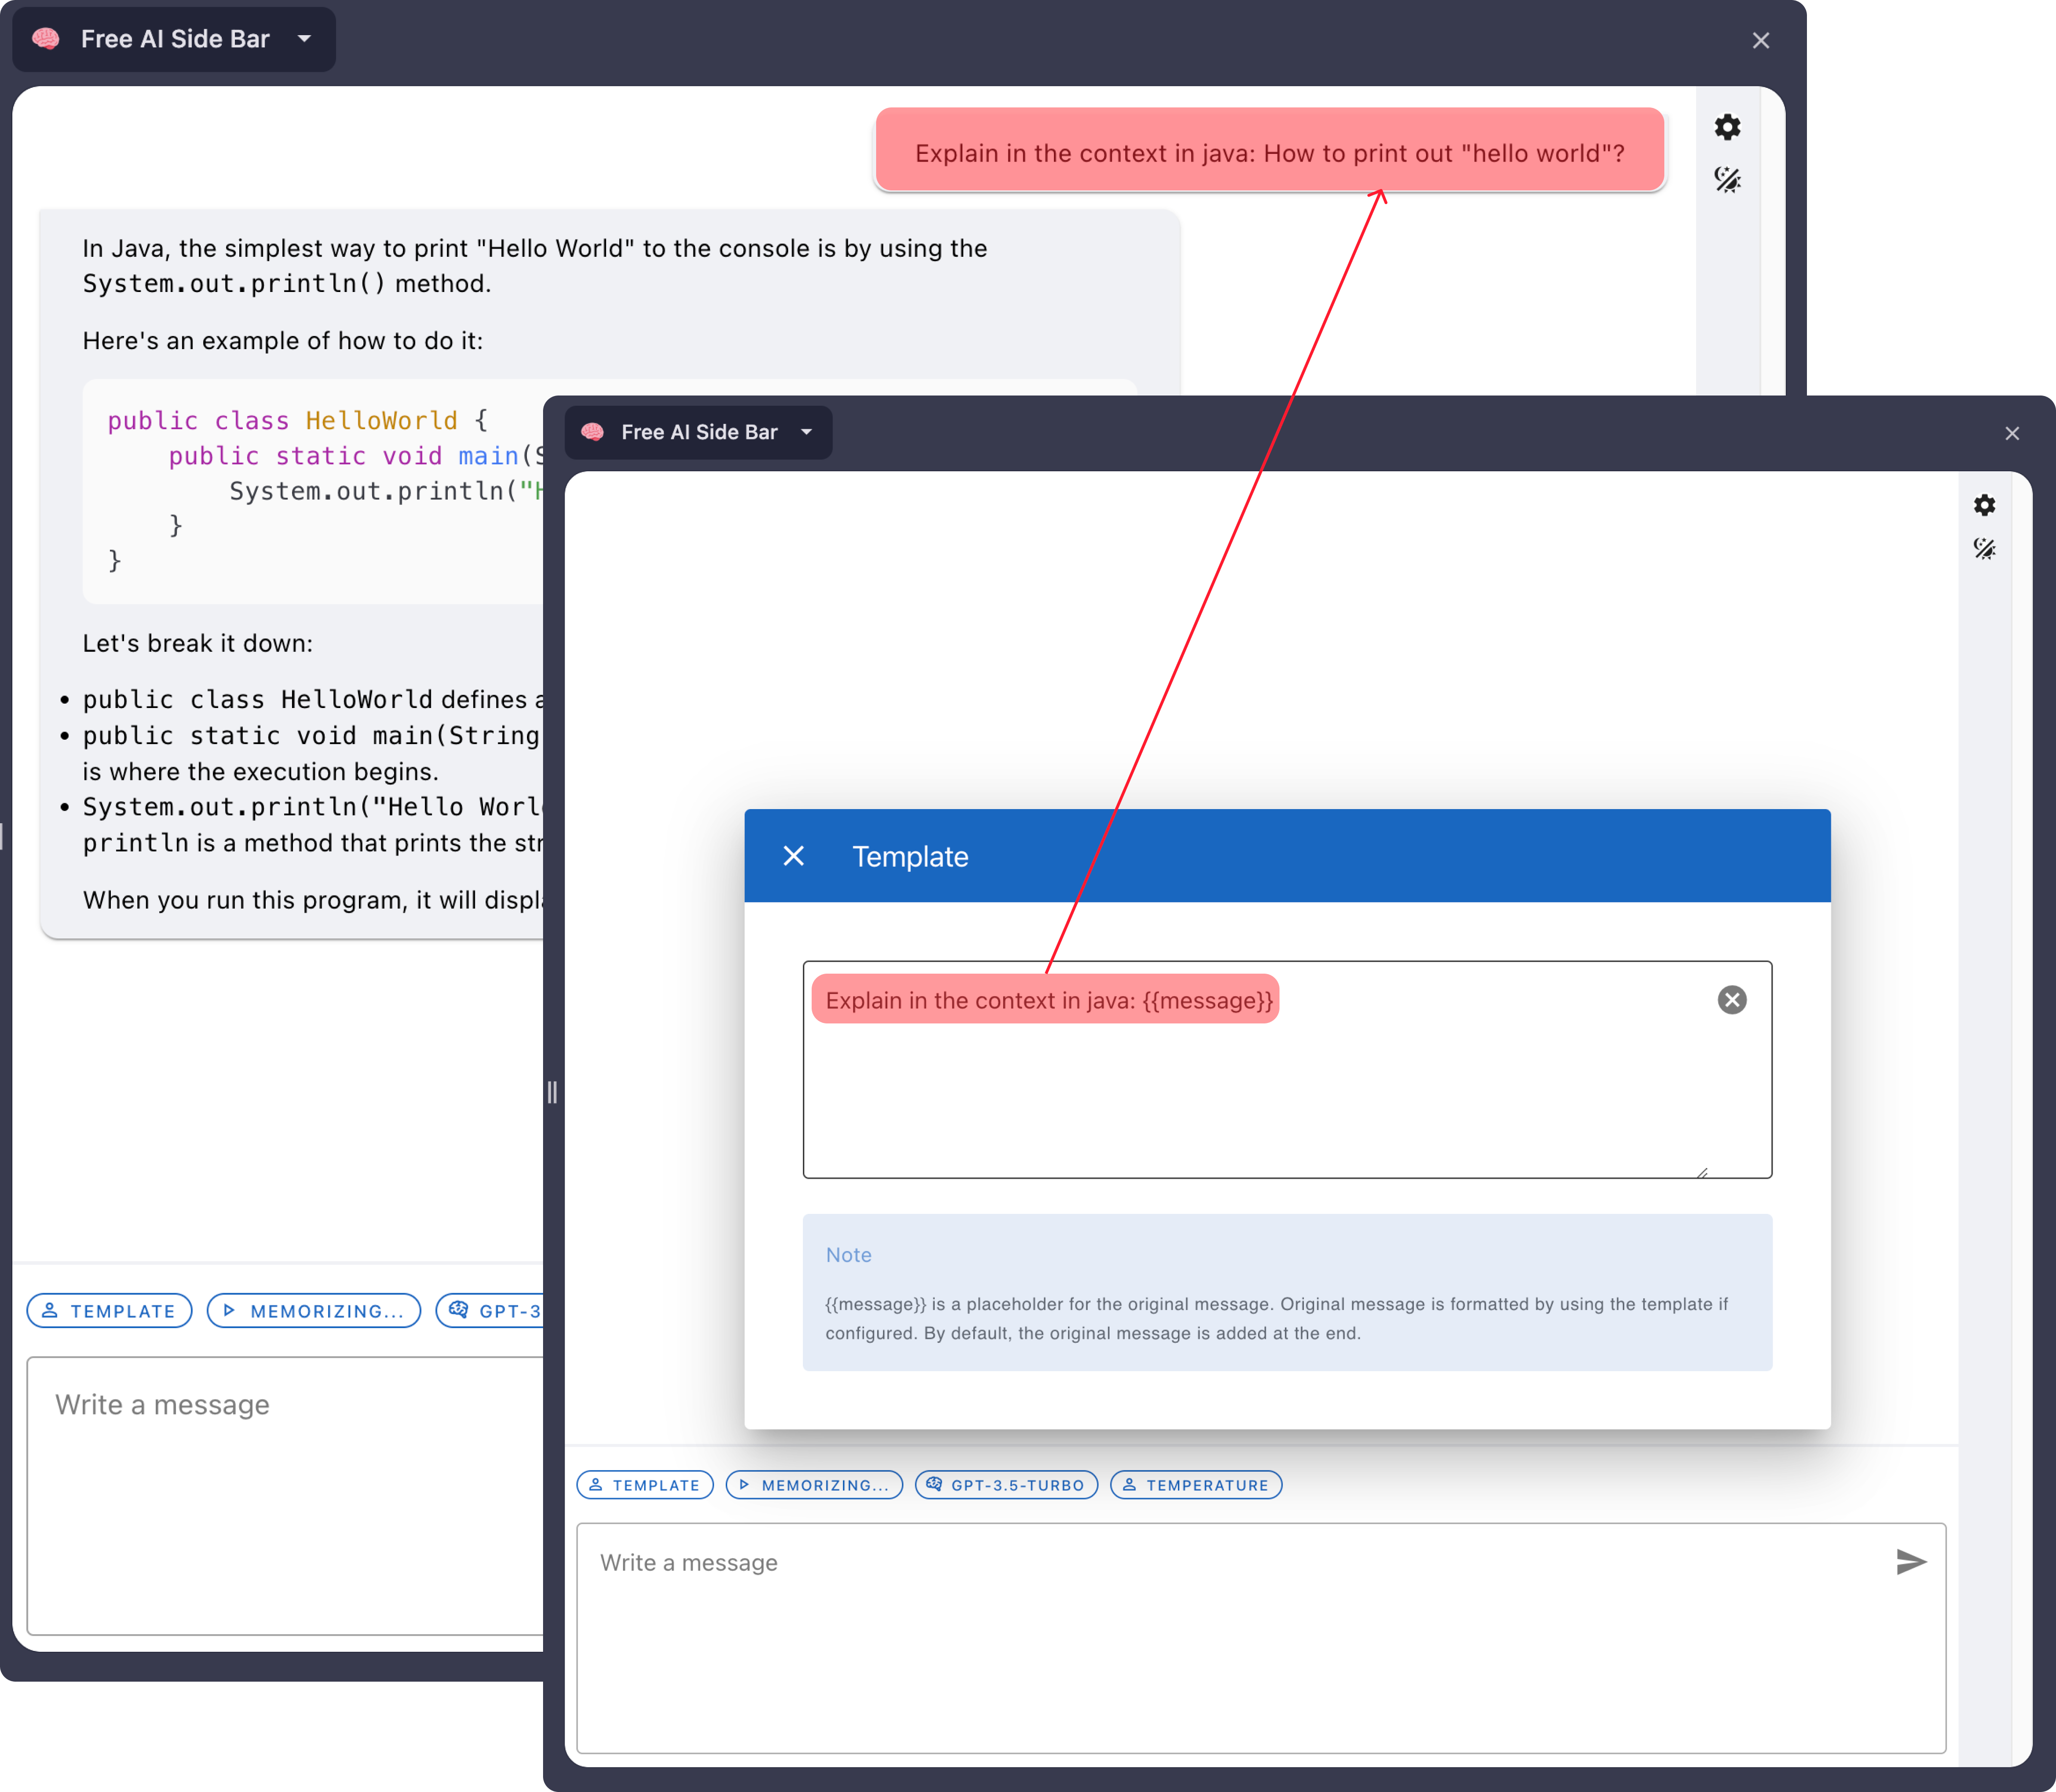 Free AI Side Bar
Explain in the context in java: How to print out "hello world"?
In Java, the simplest way to print "Hello World" to the console is by using the
System.out.println() method.
Here's an example of how to do it:
public class HelloWorld {
public static void main(S
System.out.println("H
}
}
Let's break it down:
• public class HelloWorld defines a
• public static void main(String
is where the execution begins.
• System.out.println("Hello Worl
println is a method that prints the str
When you run this program, it will displa
TEMPLATE
MEMORIZING...
GPT-3
Write a message
Free AI Side Bar
Template
Explain in the context in java: {{message}}
Note
{{message}} is a placeholder for the original message. Original message is formatted by using the template if
configured. By default, the original message is added at the end.
TEMPLATE
MEMORIZING...
GPT-3.5-TURBO
TEMPERATURE
Write a message